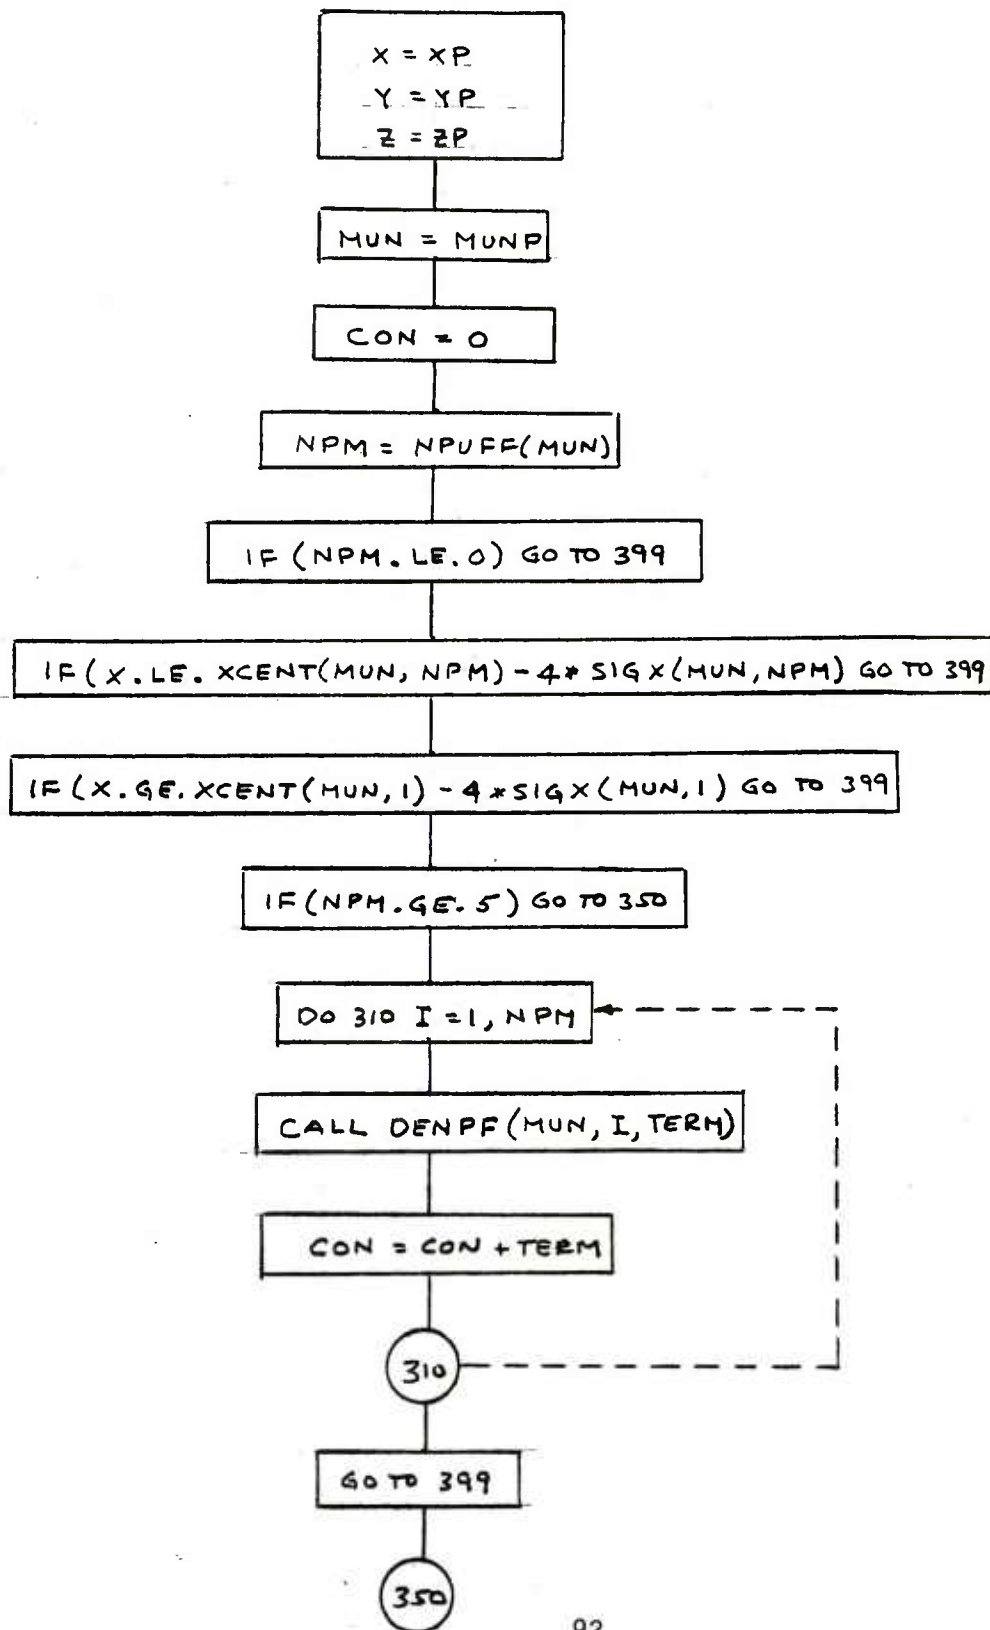 X = XP
Y = YP
Z = ZP
MUN = MUNP
CON = 0
NPM = NPUFF(MUN)
IF (NPM.LE.0) GO TO 399
IF (X.LE. XCENT(MUN, NPM) - 4* SIGX(MUN, NPM) GO TO 399
IF (X.GE. XCENT(MUN, 1) - 4*SIGX(MUN, 1) GO TO 399
IF (NPM.GE.5) GO TO 350
DO 310 I = 1, NPM
CALL DENPF(MUN, I, TERM)
CON = CON + TERM
310
GO TO 399
350